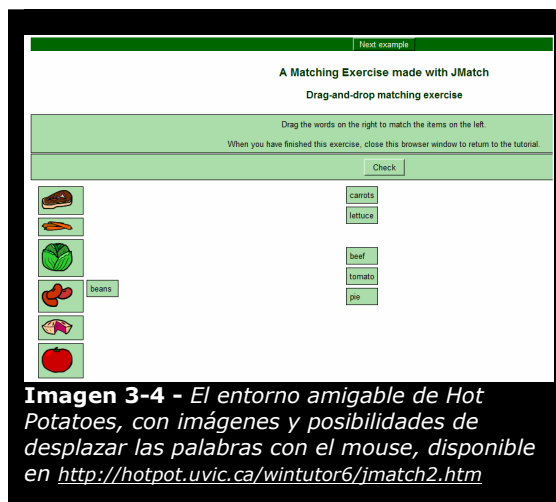 Next example
A Matching Exercise made with JMatch
Drag-and-drop matching exercise
Drag the words on the right to match the items on the left.
When you have finished this exercise, close this browser window to return to the tutorial.
Check
carrots
lettuce
beef
beans
tomato
pie
Imagen 3-4 - El entorno amigable de Hot
Potatoes, con imágenes y posibilidades de
desplazar las palabras con el mouse, disponible
en http://hotpot.uvic.ca/wintutor6/jmatch2.htm